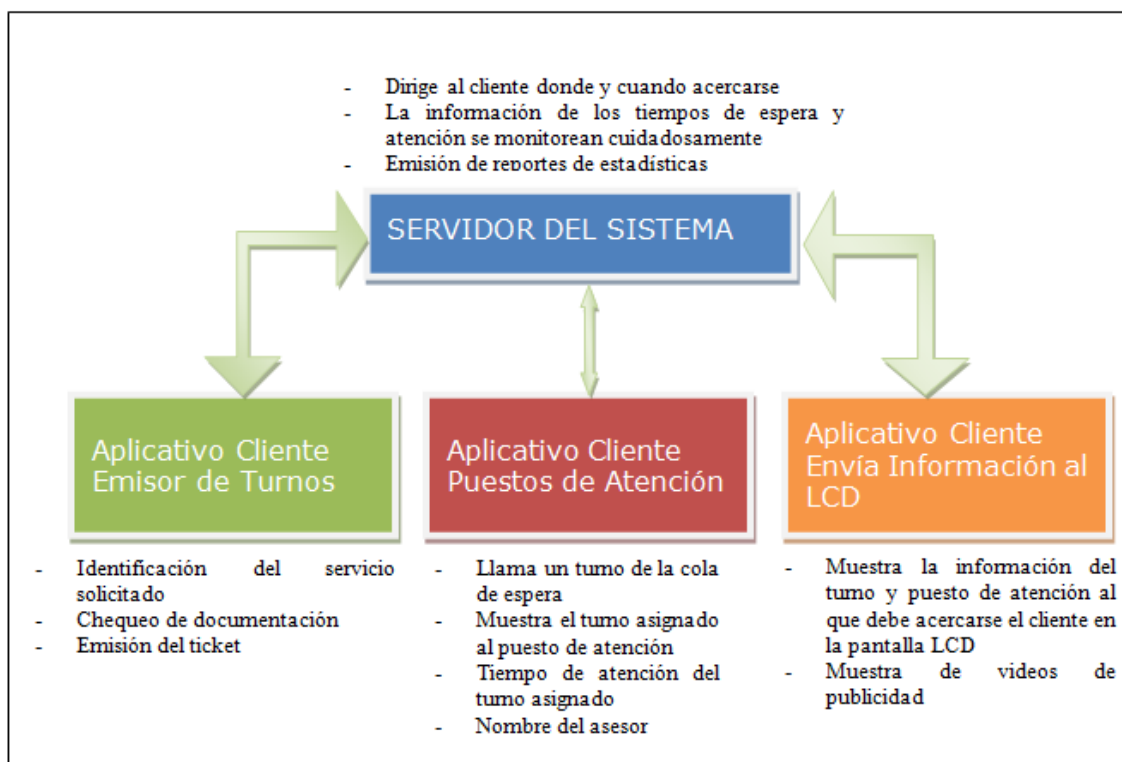 - Dirige al cliente donde y cuando acercarse
- La información de los tiempos de espera y
atención se monitorean cuidadosamente
- Emisión de reportes de estadísticas
SERVIDOR DEL SISTEMA
Aplicativo Cliente
Emisor de Turnos
- Identificación del servicio
solicitado
- Chequeo de documentación
- Emisión del ticket
Aplicativo Cliente
Puestos de Atención
- Llama un turno de la cola
de espera
- Muestra el turno asignado
al puesto de atención
- Tiempo de atención del
turno asignado
- Nombre del asesor
Aplicativo Cliente
Envía Información al
LCD
- Muestra la información del
turno y puesto de atención al
que debe acercarse el cliente en
la pantalla LCD
- Muestra de videos de
publicidad